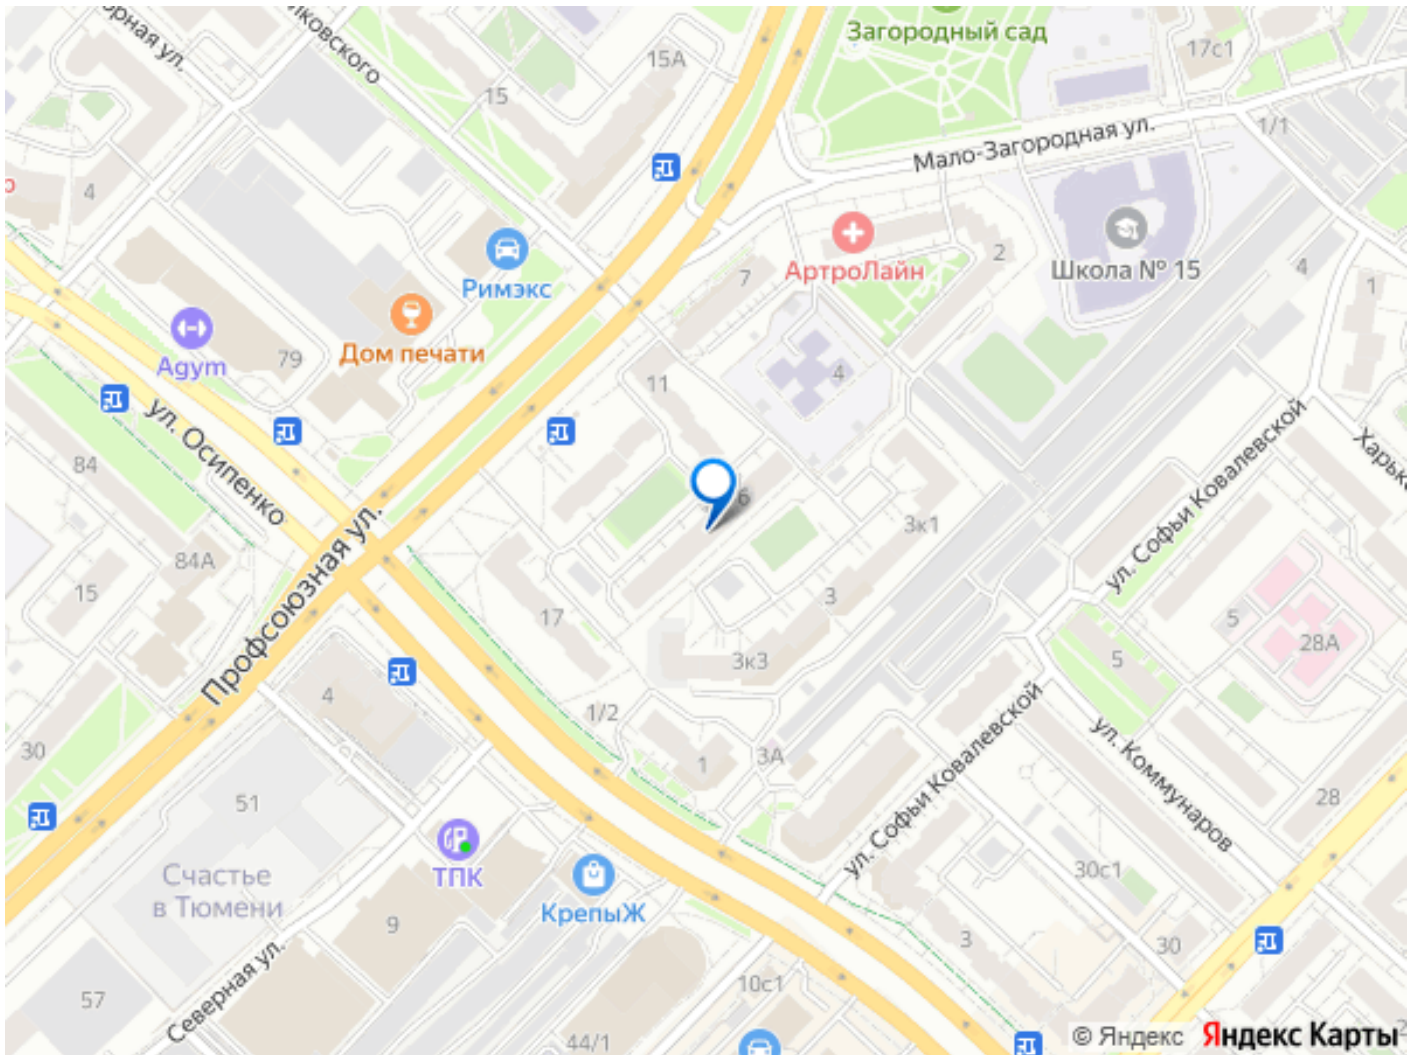 Загородный сад
17с1
15А
15
1/1
Мало-Загородная ул.
4
Римэкс
АртроЛайн
2
7
Школа № 15
4
1
Agym
79
Дом печати
11
4
ул. Осипенко
84
6
3к1
ул. Софьи Ковалевской
84А
15
Профсоюзная ул.
17
3
3к3
5
28А
5
4
1/2
30
1
3А
ул. Софьи Ковалевской
ул. Коммунаров
51
28
ТПК
Счастье
в Тюмени
КрепыЖ
30с1
9
3
30
57
Северная ул.
10с1
44/1
© Яндекс Яндекс Карты